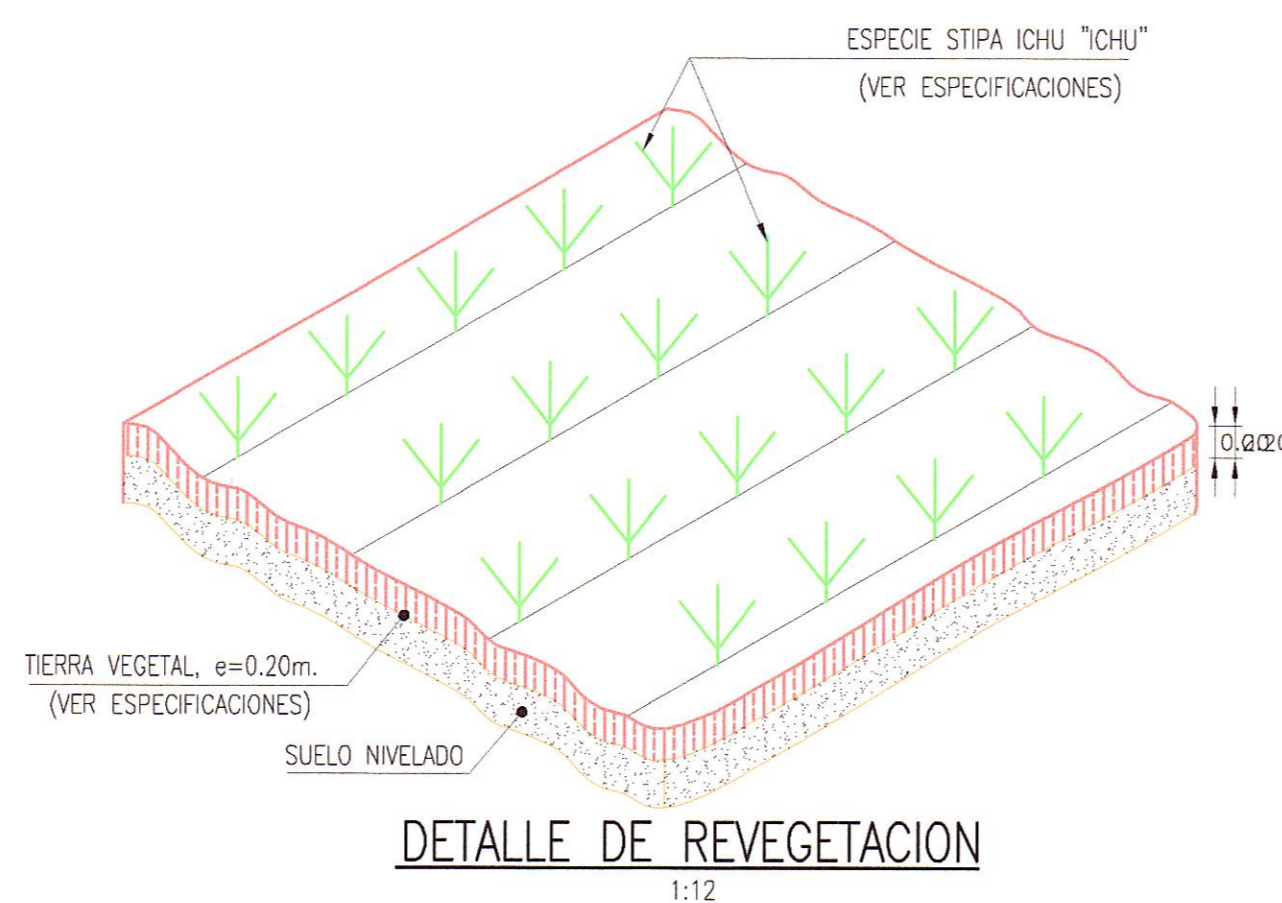 ESPECIE STIPA ICHU "ICHU"
(VER ESPECIFICACIONES)
TIERRA VEGETAL, e=0.20m.
(VER ESPECIFICACIONES)
SUELO NIVELADO
DETALLE DE REVEGETACION
1:12